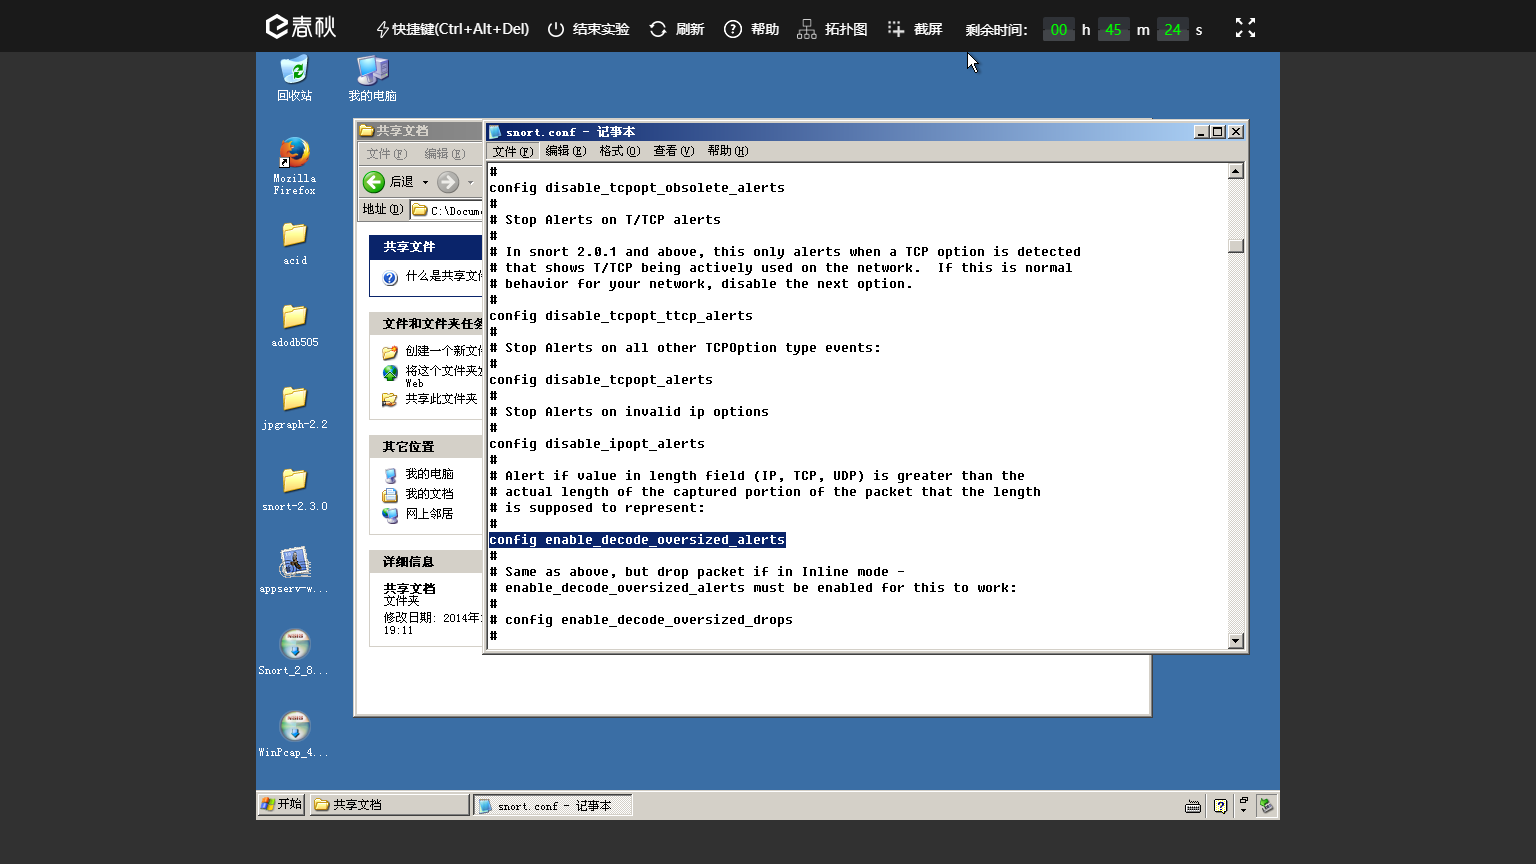 春秋
快捷键(Ctrl+Alt+Del)
结束实验
刷新
帮助
拓扑图
截屏
剩余时间: 00 h 45 m 24 s
回收站
我的电脑
Mozilla
Firefox
acid
adodb505
jpgraph-2.2
snort-2.3.0
appserv-w...
Snort_2_8...
WinPcap_4...
共享文档
文件(F) 编辑(E)
后退
地址(D) C:\Docum
共享文件
什么是共享文件
文件和文件夹任务
创建一个新文件
将这个文件夹发
Web
共享此文件夹
其它位置
我的电脑
我的文档
网上邻居
详细信息
共享文档
文件夹
修改日期: 2014年
19:11
snort.conf - 记事本
文件(F) 编辑(E) 格式(O) 查看(V) 帮助(H)
#
config disable_tcpopt_obsolete_alerts
#
# Stop Alerts on T/TCP alerts
#
# In snort 2.0.1 and above, this only alerts when a TCP option is detected
# that shows T/TCP being actively used on the network.  If this is normal
# behavior for your network, disable the next option.
#
config disable_tcpopt_ttcp_alerts
#
# Stop Alerts on all other TCPOption type events:
#
config disable_tcpopt_alerts
#
# Stop Alerts on invalid ip options
#
config disable_ipopt_alerts
#
# Alert if value in length field (IP, TCP, UDP) is greater than the
# actual length of the captured portion of the packet that the length
# is supposed to represent:
#
config enable_decode_oversized_alerts
#
# Same as above, but drop packet if in Inline mode -
# enable_decode_oversized_alerts must be enabled for this to work:
#
# config enable_decode_oversized_drops
#
开始
共享文档
snort.conf - 记事本